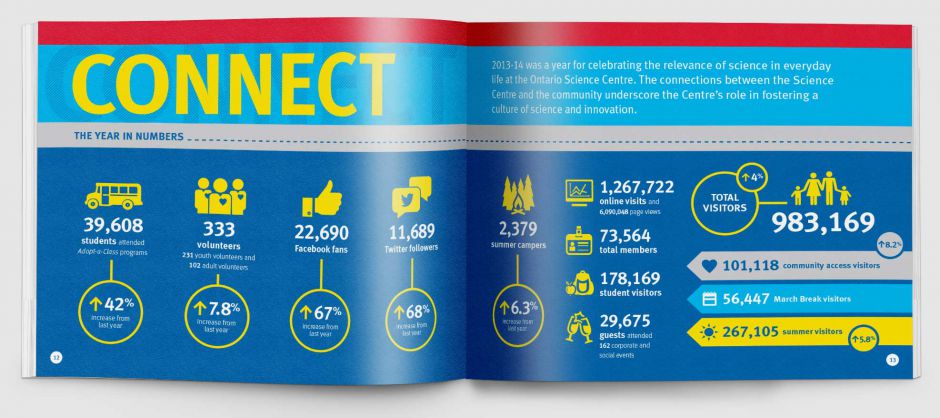 CONNECT
2013-14 was a year for celebrating the relevance of science in everyday
life at the Ontario Science Centre. The connections between the Science
Centre and the community underscore the Centre's role in fostering a
culture of science and innovation.
THE YEAR IN NUMBERS
39,608
students attended
Adopt-a-Class programs
↑42%
increase from
last year
333
volunteers
231 youth volunteers and
102 adult volunteers
↑7.8%
increase from
last year
22,690
Facebook fans
↑67%
increase from
last year
11,689
Twitter followers
↑68%
increase from
last year
2,379
summer campers
↑6.3%
increase from
last year
1,267,722
online visits and
6,090,048 page views
73,564
total members
178,169
student visitors
29,675
guests attended
162 corporate and
social events
TOTAL
VISITORS
↑4%
983,169
↑8.2%
101,118 community access visitors
56,447 March Break visitors
267,105 summer visitors
↑5.8%
12
13